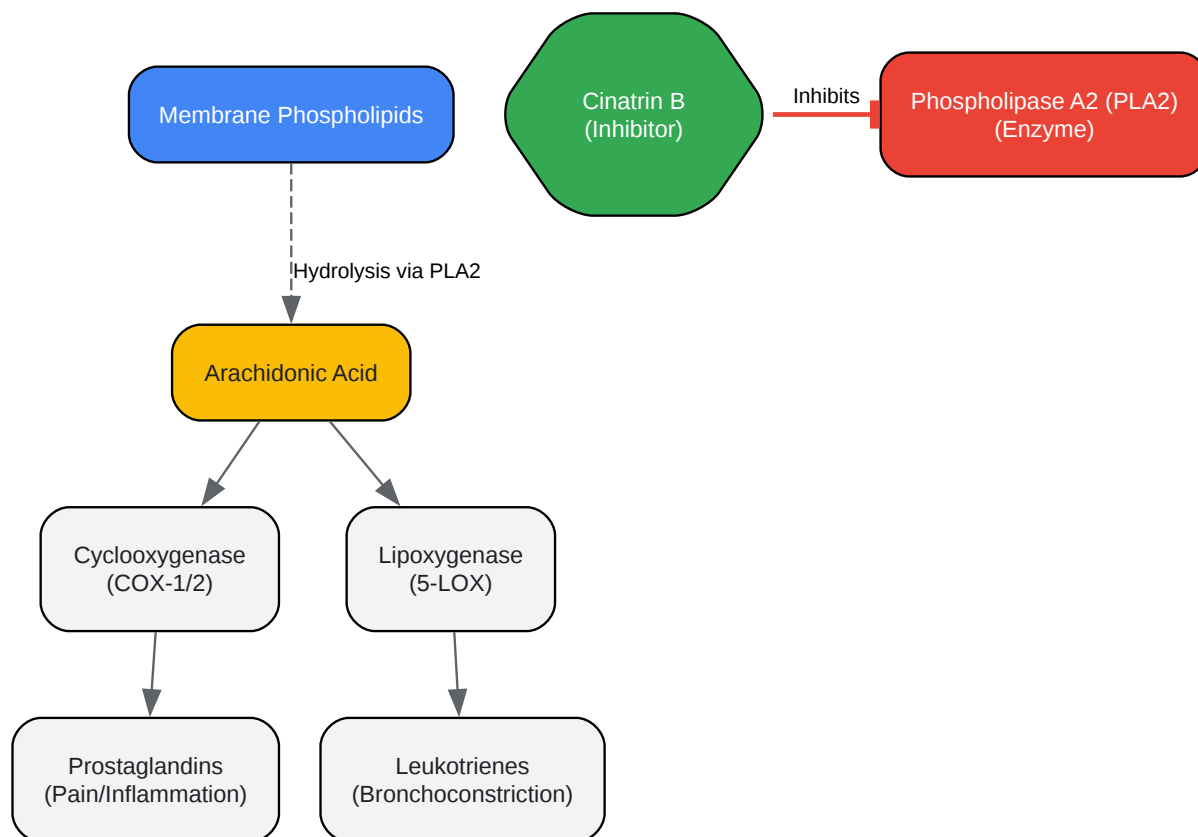 Membrane Phospholipids
Cinatrin B
(Inhibitor)
Inhibits
Phospholipase A2 (PLA2)
(Enzyme)
Hydrolysis via PLA2
Arachidonic Acid
Cyclooxygenase
(COX-1/2)
Lipoxygenase
(5-LOX)
Prostaglandins
(Pain/Inflammation)
Leukotrienes
(Bronchoconstriction)